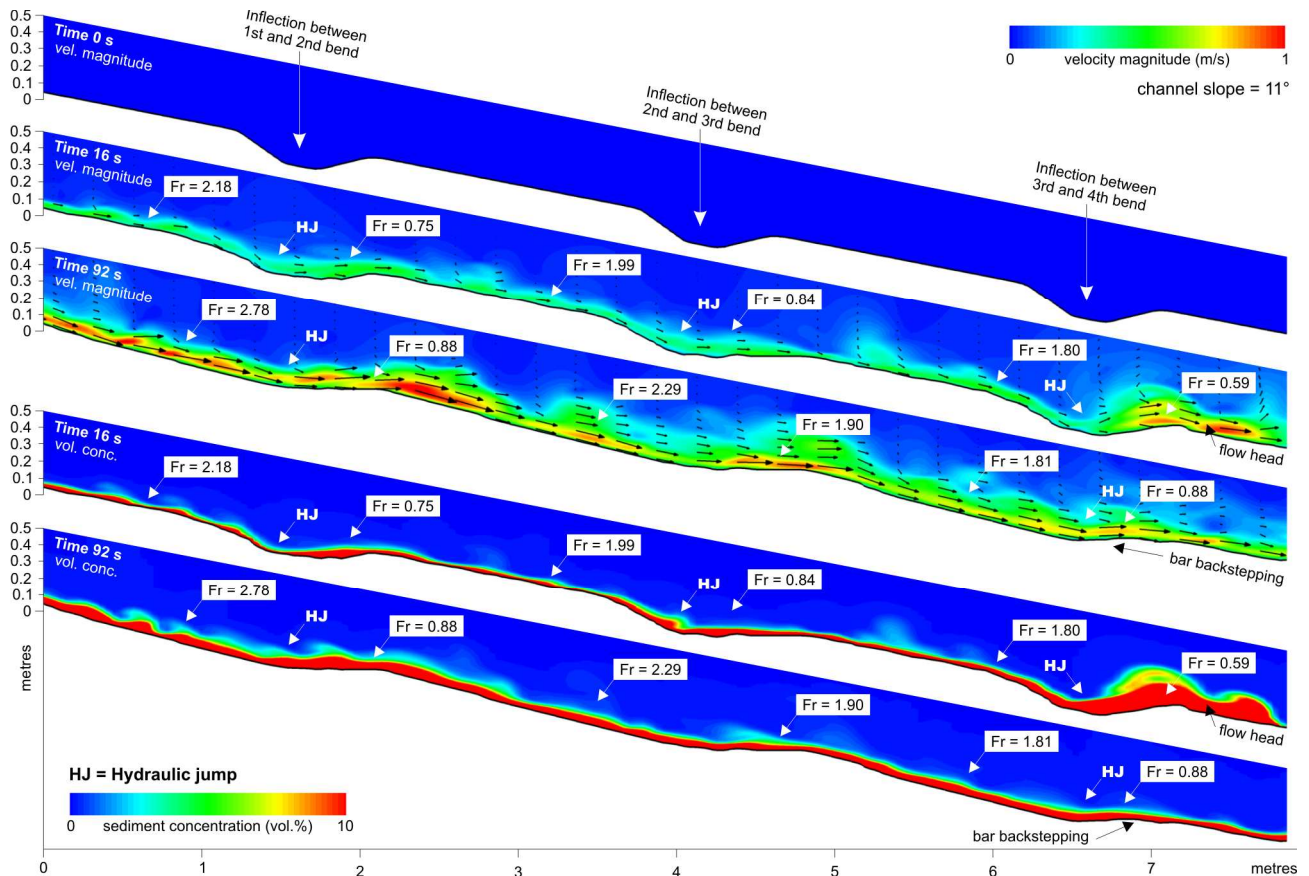 0.5
0.4
0.3
0.2
0.1
0
Time 0 s
vel. magnitude
Inflection between
1st and 2nd bend
Inflection between
2nd and 3rd bend
Inflection between
3rd and 4th bend
0 velocity magnitude (m/s) 1
channel slope = 11°
0.5
0.4
0.3
0.2
0.1
0
Time 16 s
vel. magnitude
Fr = 2.18
HJ
Fr = 0.75
Fr = 1.99
HJ
Fr = 0.84
Fr = 1.80
HJ
Fr = 0.59
flow head
0.5
0.4
0.3
0.2
0.1
0
Time 92 s
vel. magnitude
Fr = 2.78
HJ
Fr = 0.88
Fr = 2.29
Fr = 1.90
Fr = 1.81
HJ
Fr = 0.88
bar backstepping
0.5
0.4
0.3
0.2
0.1
0
Time 16 s
vol. conc.
Fr = 2.18
HJ
Fr = 0.75
Fr = 1.99
HJ
Fr = 0.84
Fr = 1.80
HJ
Fr = 0.59
flow head
0.5
0.4
0.3
0.2
0.1
0
Time 92 s
vol. conc.
Fr = 2.78
HJ
Fr = 0.88
Fr = 2.29
Fr = 1.90
Fr = 1.81
HJ
Fr = 0.88
bar backstepping
metres
HJ = Hydraulic jump
0 sediment concentration (vol.%) 10
0 1 2 3 4 5 6 7 metres